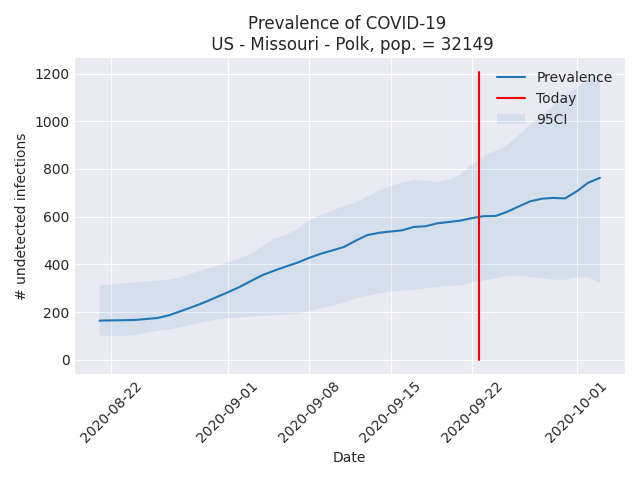 Prevalence of COVID-19
US - Missouri - Polk, pop. = 32149
# undetected infections
1200
1000
800
600
400
200
0
Prevalence
Today
95CI
2020-08-22
2020-09-01
2020-09-08
2020-09-15
2020-09-22
2020-10-01
Date